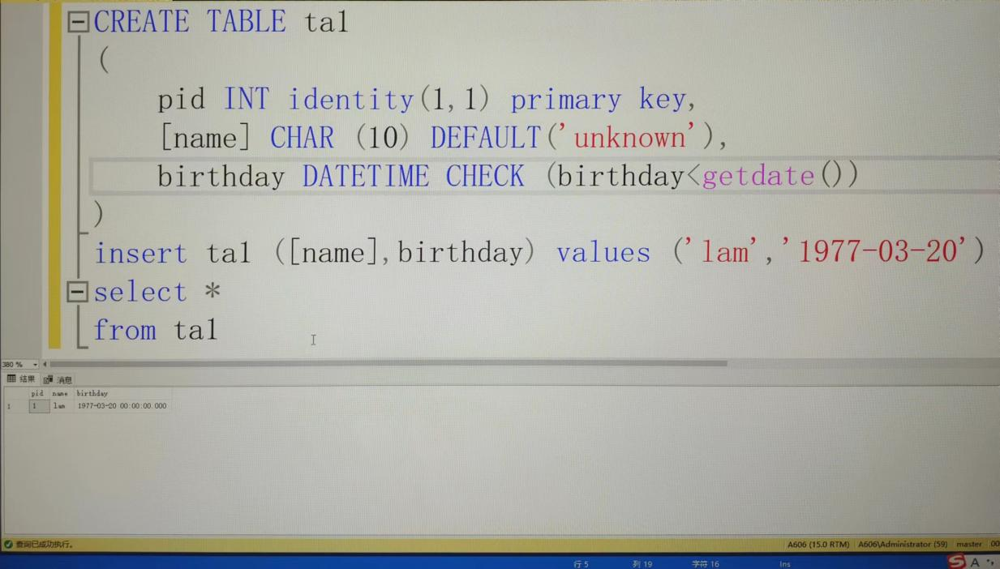 CREATE TABLE ta1
(
pid INT identity(1,1) primary key,
[name] CHAR (10) DEFAULT('unknown'),
birthday DATETIME CHECK (birthday<getdate())
)
insert ta1 ([name],birthday) values ('lam','1977-03-20')
select *
from ta1
380 %
结果 消息
pid name birthday
1 1 lam 1977-03-20 00:00:00.000
查询已成功执行。 A606 (15.0 RTM) A606\Administrator (59) master 00
行 5 列 19 字符 16 Ins
S A